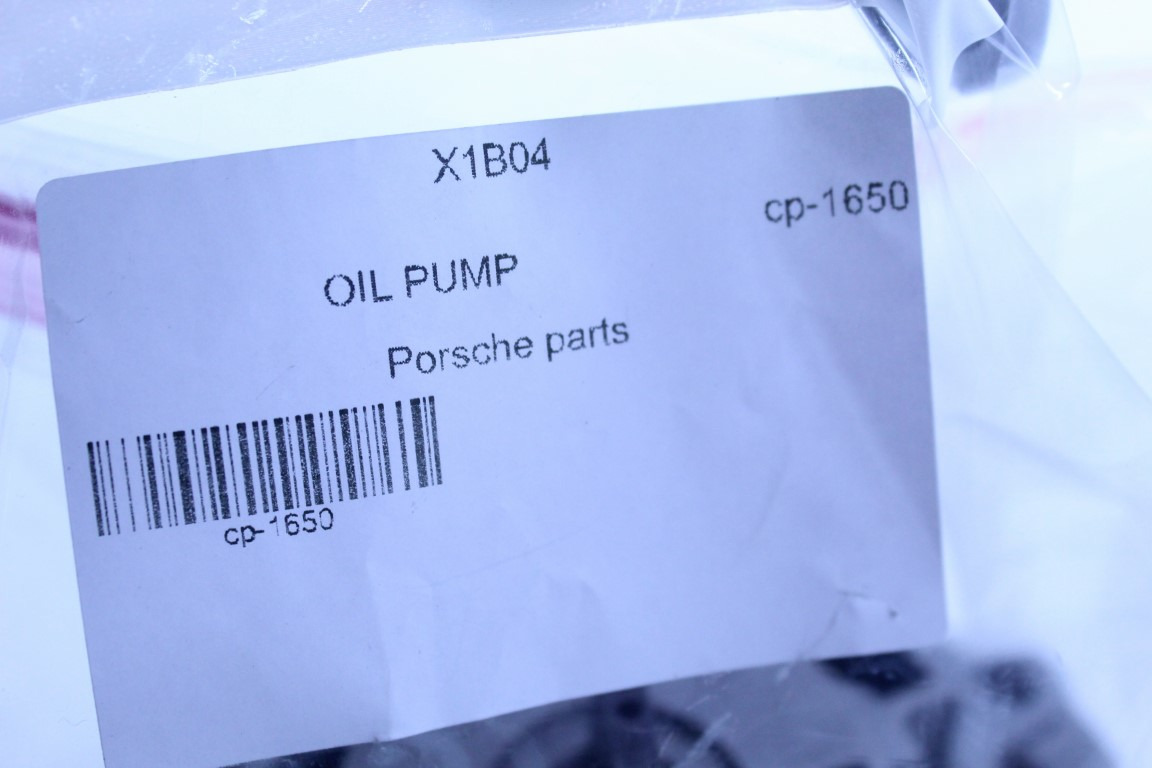 X1B04
cp-1650
OIL PUMP
Porsche parts
cp-1650